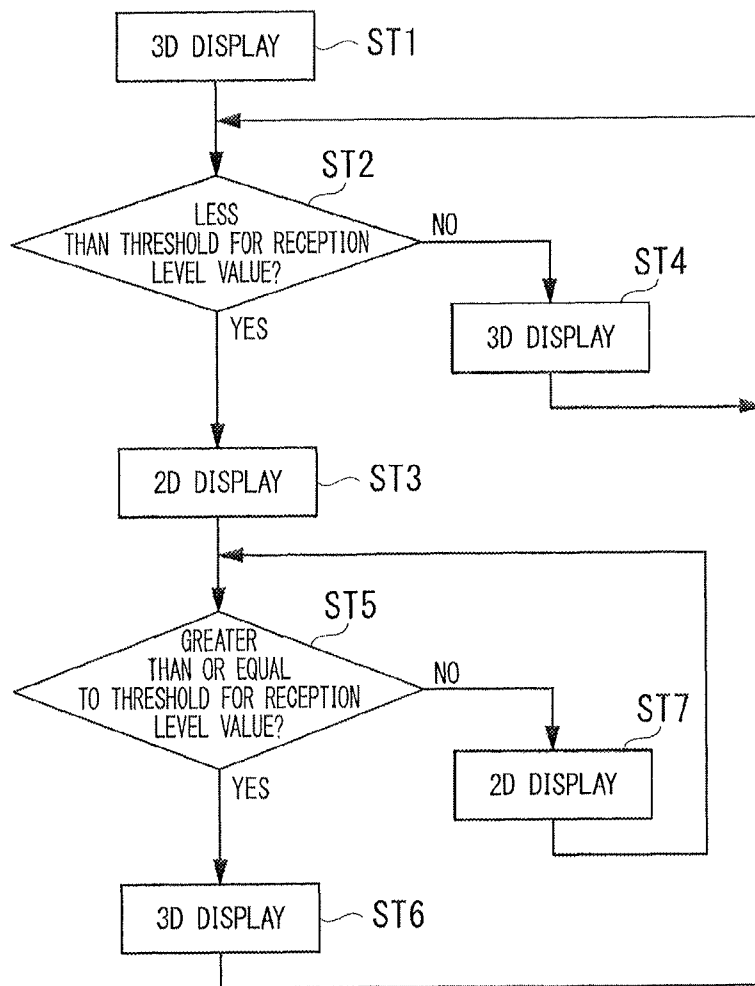 3D DISPLAY
ST1
ST2
LESS
THAN THRESHOLD FOR RECEPTION
LEVEL VALUE?
NO
ST4
3D DISPLAY
YES
2D DISPLAY
ST3
ST5
GREATER
THAN OR EQUAL
TO THRESHOLD FOR RECEPTION
LEVEL VALUE?
NO
ST7
2D DISPLAY
YES
3D DISPLAY
ST6